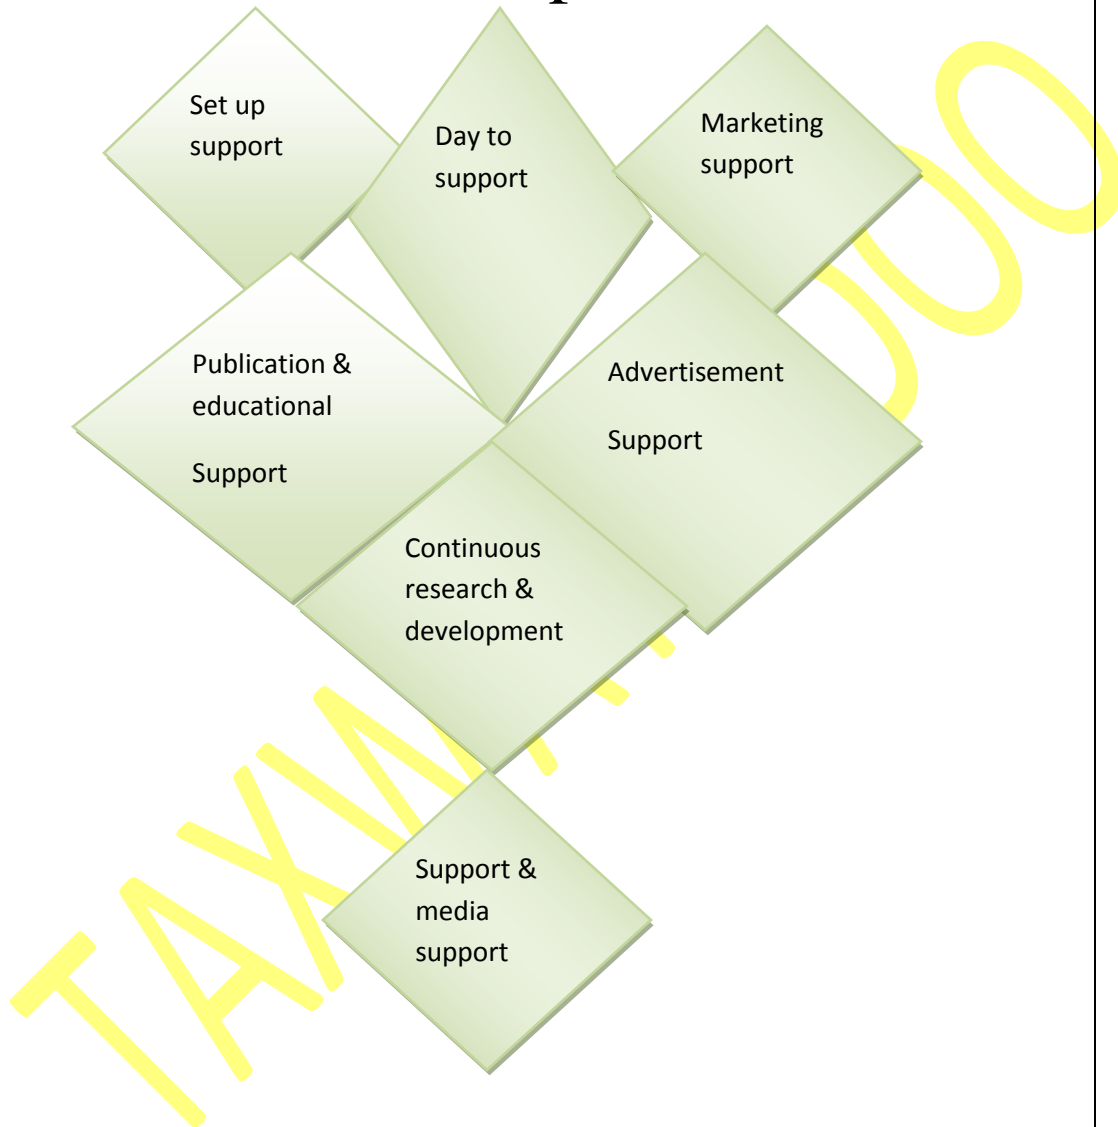 Set up
support
Day to
support
Marketing
support
Publication &
educational
Support
Advertisement
Support
Continuous
research &
development
Support &
media
support